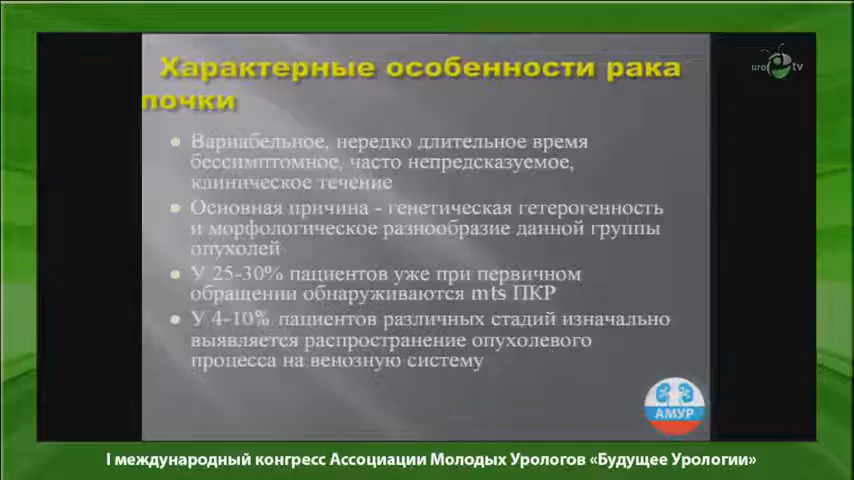 uro tv
Характерные особенности рака
почки
Вариабельное, нередко длительное время
бессимптомное, часто непредсказуемое,
клиническое течение
Основная причина - генетическая гетерогенность
и морфологическое разнообразие данной группы
опухолей
У 25-30% пациентов уже при первичном
обращении обнаруживаются mts ПКР
У 4-10% пациентов различных стадий изначально
выявляется распространение опухолевого
процесса на венозную систему
АМУР
I международный конгресс Ассоциации Молодых Урологов «Будущее Урологии»